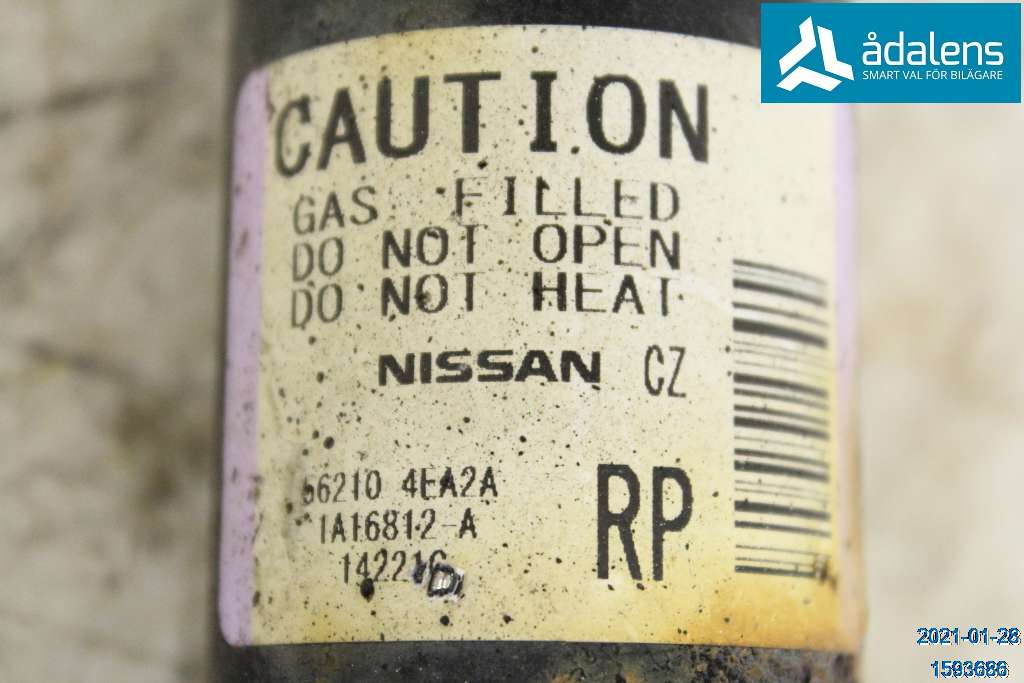 ådalens
SMART VAL FÖR BILÄGARE
CAUTION
GAS FILLED
DO NOT OPEN
DO NOT HEAT
NISSAN CZ
56210 4EA2A
1A16812-A
RP
2021-01-28
1593686